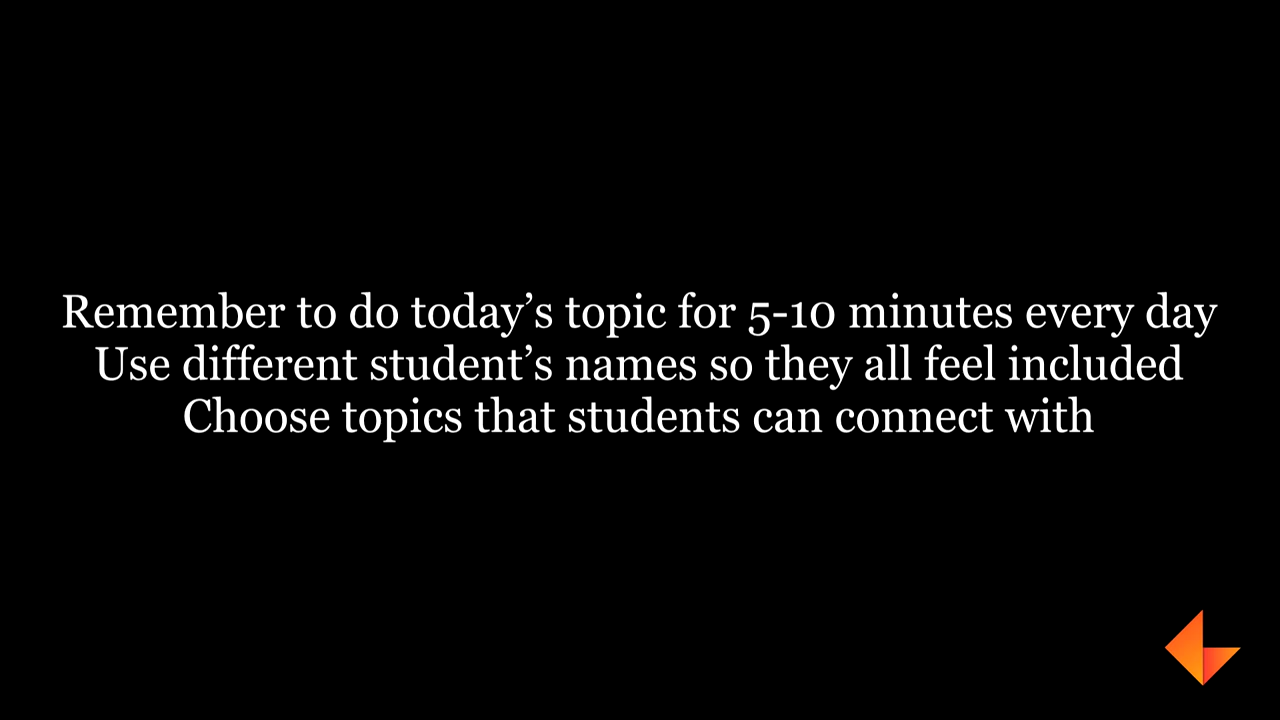 Remember to do today’s topic for 5-10 minutes every day
Use different student’s names so they all feel included
Choose topics that students can connect with